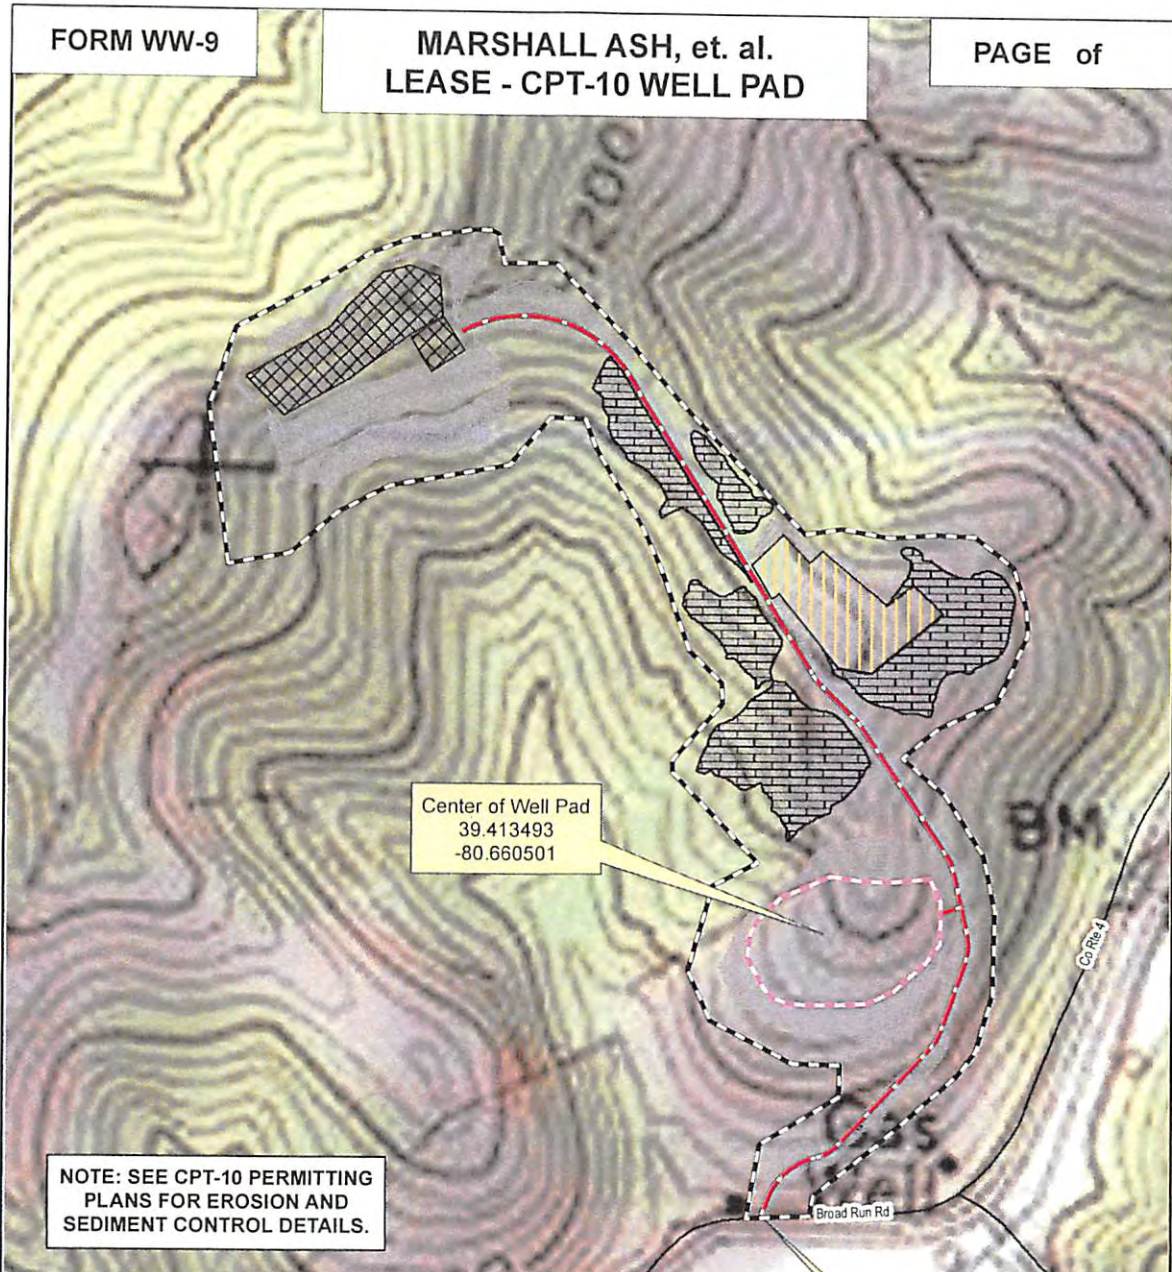 FORM WW-9
MARSHALL ASH, et. al.
LEASE - CPT-10 WELL PAD
PAGE of
1200
Center of Well Pad
39.413493
-80.660501
BM
Co Rte 4
Gas
Well
Broad Run Rd
NOTE: SEE CPT-10 PERMITTING
PLANS FOR EROSION AND
SEDIMENT CONTROL DETAILS.